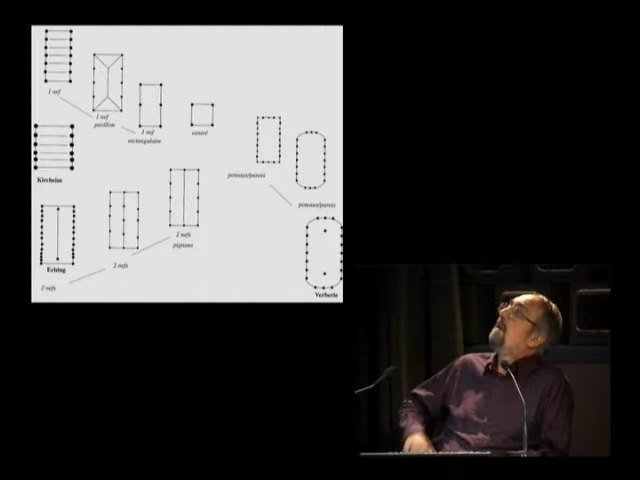 1 nef
1 nef
pavillon
1 nef
rectangulaire
carré
poteaux/parois
poteaux/parois
Kirchheim
2 nefs
pignons
2 nefs
Eching
2 nefs
Verberie